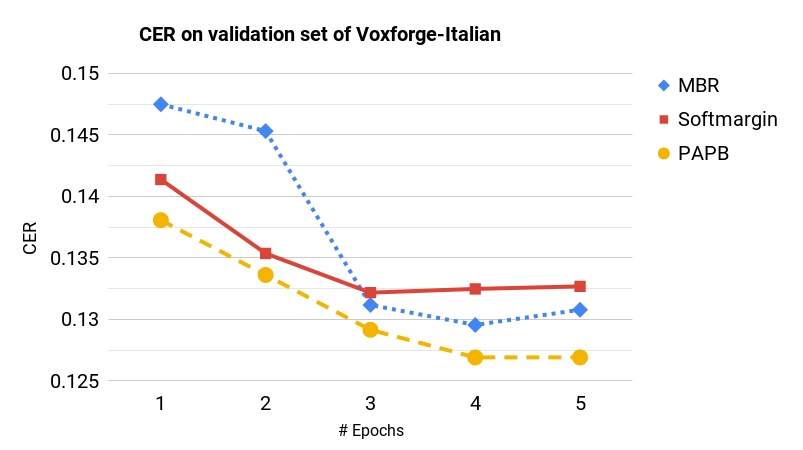 CER on validation set of Voxforge-Italian
0.15
0.145
0.14
0.135
0.13
0.125
CER
1 2 3 4 5
# Epochs
MBR
Softmargin
PAPB